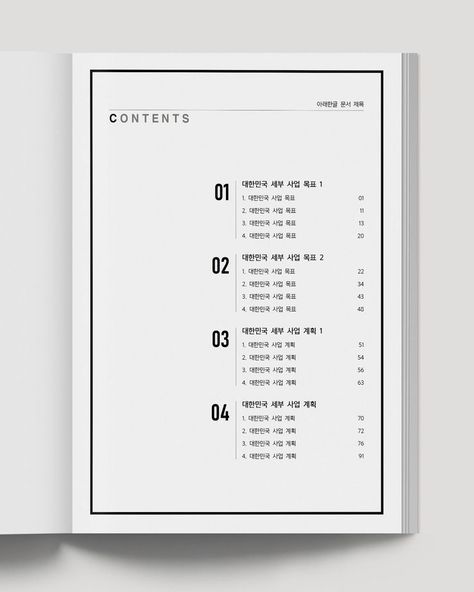 아래한글 문서 제목
CONTENTS
01
대한민국 세부 사업 목표 1
1. 대한민국 사업 목표 01
2. 대한민국 사업 목표 11
3. 대한민국 사업 목표 13
4. 대한민국 사업 목표 20
02
대한민국 세부 사업 목표 2
1. 대한민국 사업 목표 22
2. 대한민국 사업 목표 34
3. 대한민국 사업 목표 43
4. 대한민국 사업 목표 48
03
대한민국 세부 사업 계획 1
1. 대한민국 사업 계획 51
2. 대한민국 사업 계획 54
3. 대한민국 사업 계획 56
4. 대한민국 사업 계획 63
04
대한민국 세부 사업 계획
1. 대한민국 사업 계획 70
2. 대한민국 사업 계획 72
3. 대한민국 사업 계획 76
4. 대한민국 사업 계획 91